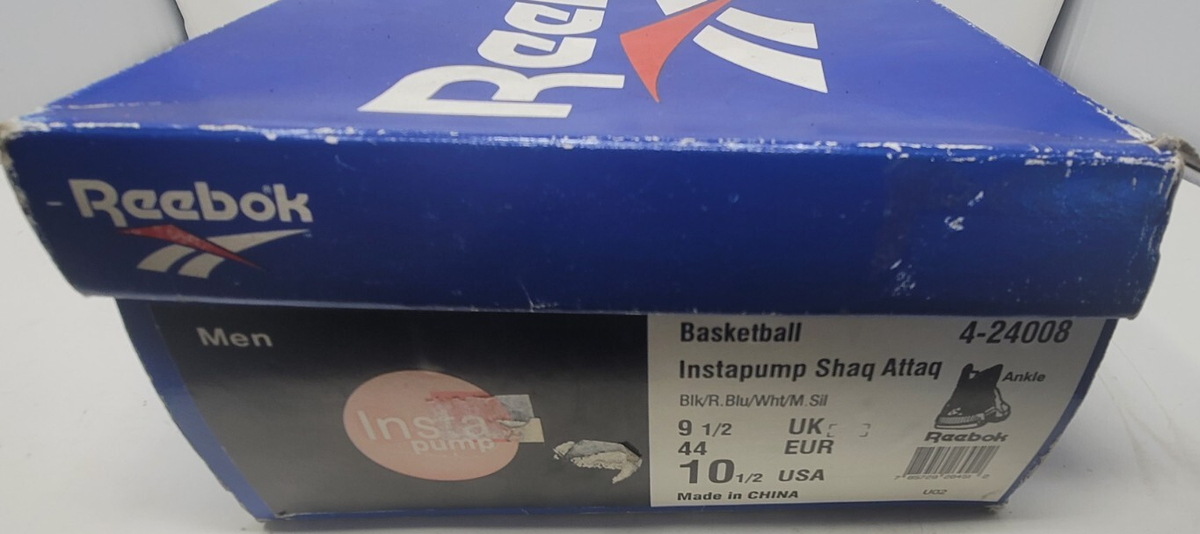 Reebok
Reebok
Men
Insta
pump
Basketball 4-24008
Instapump Shaq Attaq
Blk/R.Blu/Wht/M.Sil
Ankle
9 1/2 UK
44 EUR
10 1/2 USA
Made in CHINA
Reebok
U02